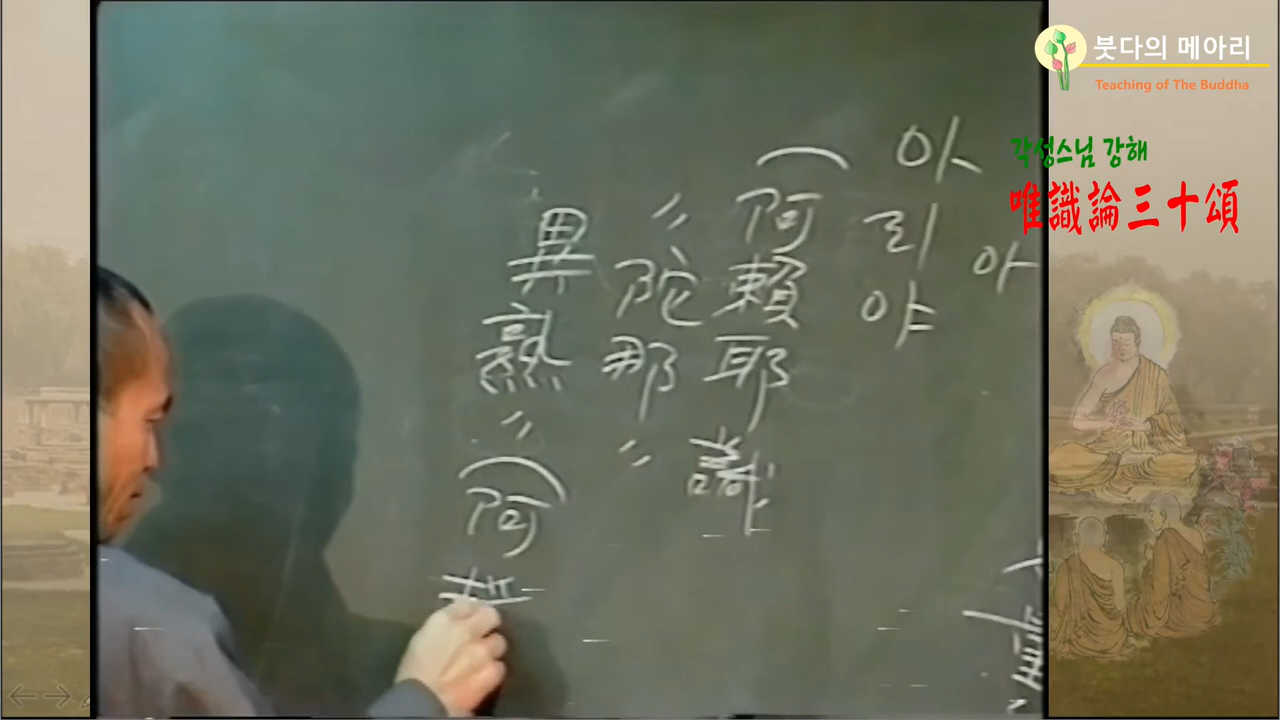 붓다의 메아리
Teaching of The Buddha
각성스님 강해
唯識論三十頌
아
아리야
阿賴耶識
〃陀那〃
異熟〃
阿